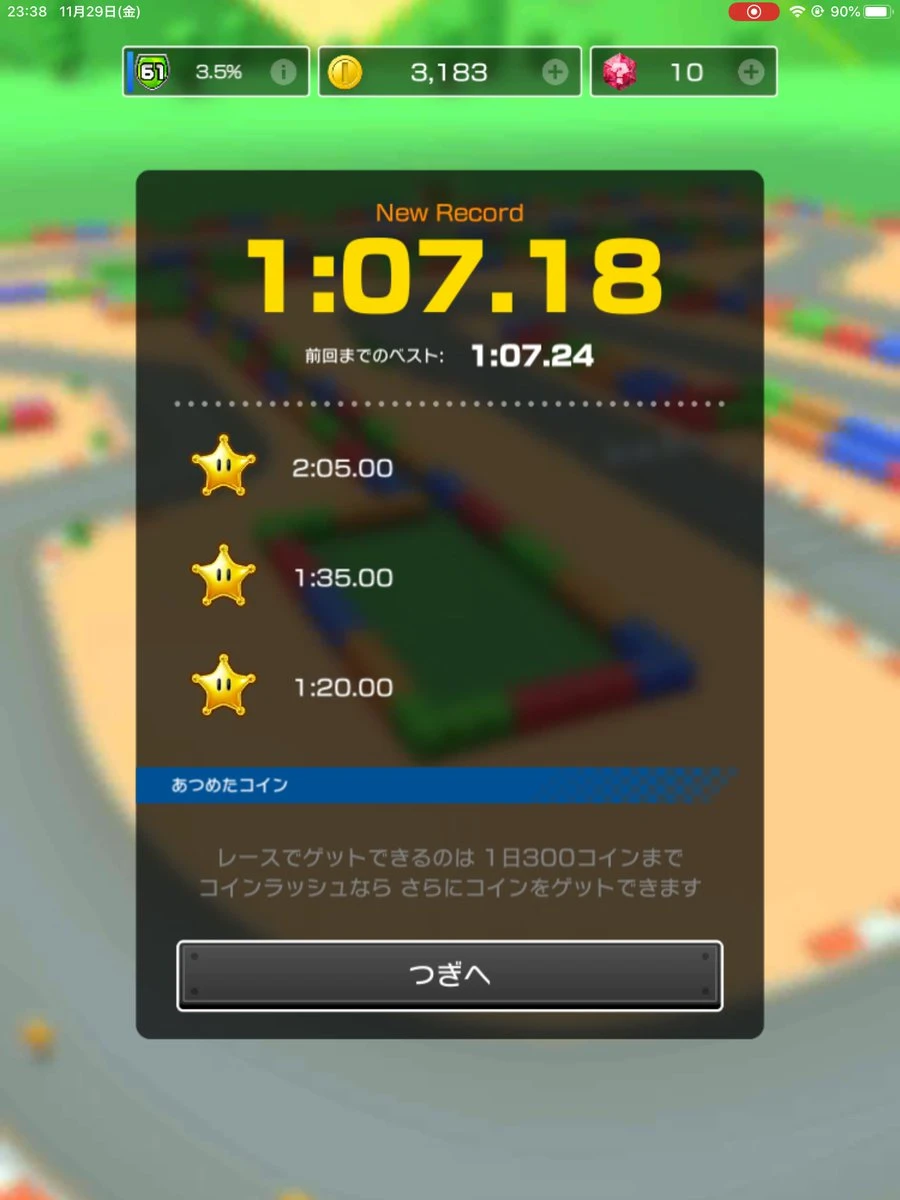 23:38 11月29日(金) 90%
61 3.5% 3,183 10
New Record
1:07.18
前回までのベスト: 1:07.24
2:05.00
1:35.00
1:20.00
あつめたコイン
レースでゲットできるのは 1日300コインまで
コインラッシュなら さらにコインをゲットできます
つぎへ